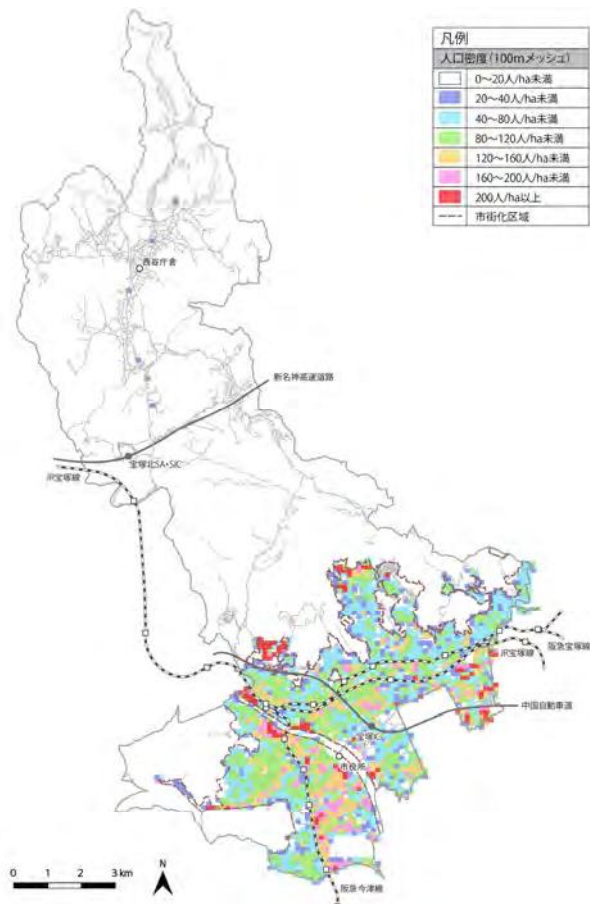 凡例
人口密度(100mメッシュ)
0～20人/ha未満
20～40人/ha未満
40～80人/ha未満
80～120人/ha未満
120～160人/ha未満
160～200人/ha未満
200人/ha以上
市街化区域
西谷庁舎
新名神高速道路
宝塚北SA・SIC
JR宝塚線
阪急宝塚線
JR宝塚線
中国自動車道
宝塚IC
市役所
阪急今津線
0 1 2 3 km
N